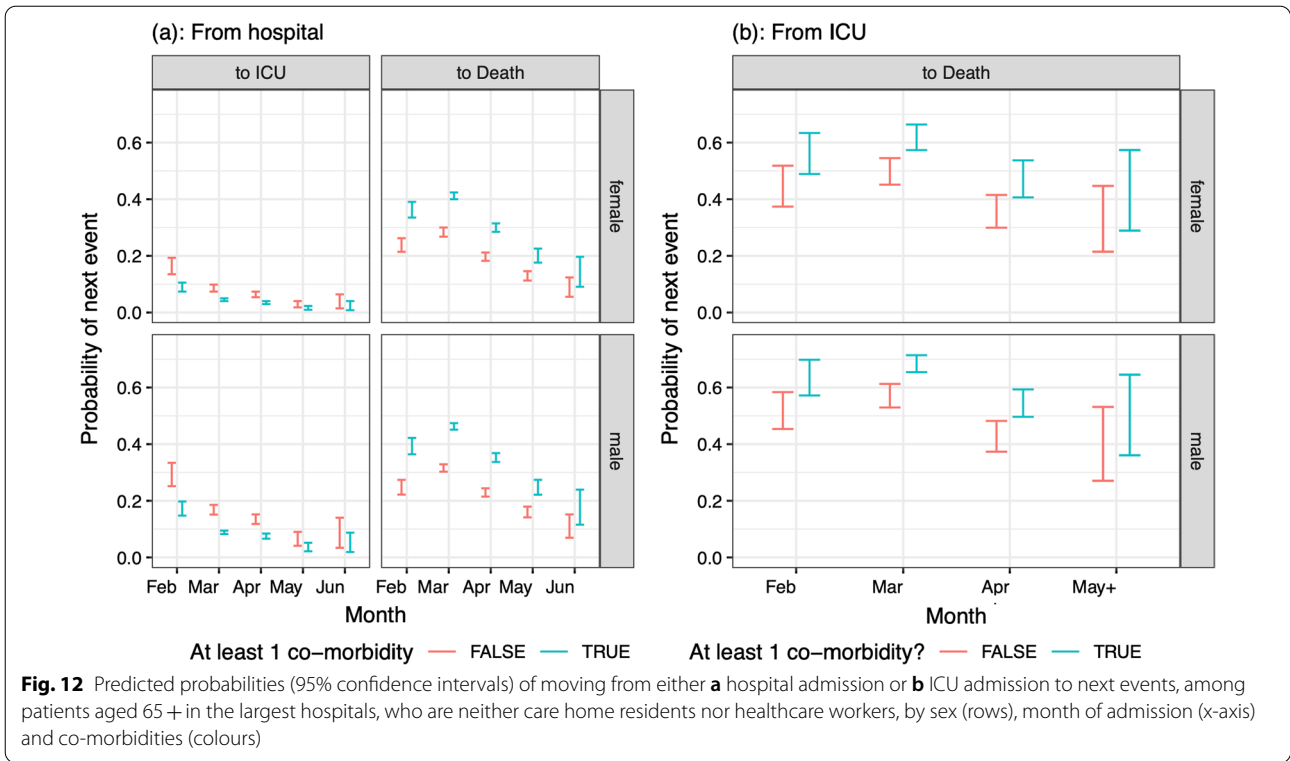 (a): From hospital
to ICU
to Death
Probability of next event
0.6
0.4
0.2
0.0
female
0.6
0.4
0.2
0.0
male
Feb Mar Apr May Jun
Feb Mar Apr May Jun
Month
At least 1 co−morbidity FALSE TRUE
(b): From ICU
to Death
Probability of next event
0.6
0.4
0.2
0.0
female
0.6
0.4
0.2
0.0
male
Feb Mar Apr May+
Month
At least 1 co−morbidity? FALSE TRUE
Fig. 12 Predicted probabilities (95% confidence intervals) of moving from either a hospital admission or b ICU admission to next events, among
patients aged 65 + in the largest hospitals, who are neither care home residents nor healthcare workers, by sex (rows), month of admission (x-axis)
and co-morbidities (colours)